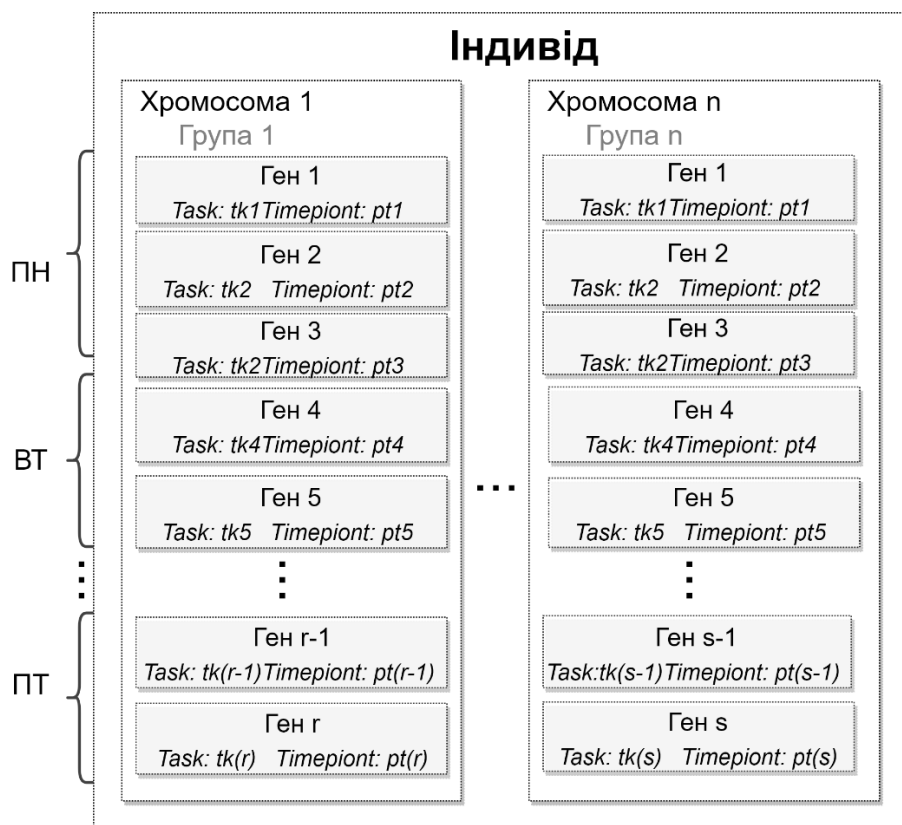 Індивід
Хромосома 1
Група 1
ПН
Ген 1
Task: tk1Timepiont: pt1
Ген 2
Task: tk2 Timepiont: pt2
Ген 3
Task: tk2Timepiont: pt3
ВТ
Ген 4
Task: tk4Timepiont: pt4
Ген 5
Task: tk5 Timepiont: pt5
⋮
⋮
ПТ
Ген r-1
Task: tk(r-1)Timepiont: pt(r-1)
Ген r
Task: tk(r) Timepiont: pt(r)
...
Хромосома n
Група n
Ген 1
Task: tk1Timepiont: pt1
Ген 2
Task: tk2 Timepiont: pt2
Ген 3
Task: tk2Timepiont: pt3
Ген 4
Task: tk4Timepiont: pt4
Ген 5
Task: tk5 Timepiont: pt5
⋮
Ген s-1
Task:tk(s-1)Timepiont: pt(s-1)
Ген s
Task: tk(s) Timepiont: pt(s)